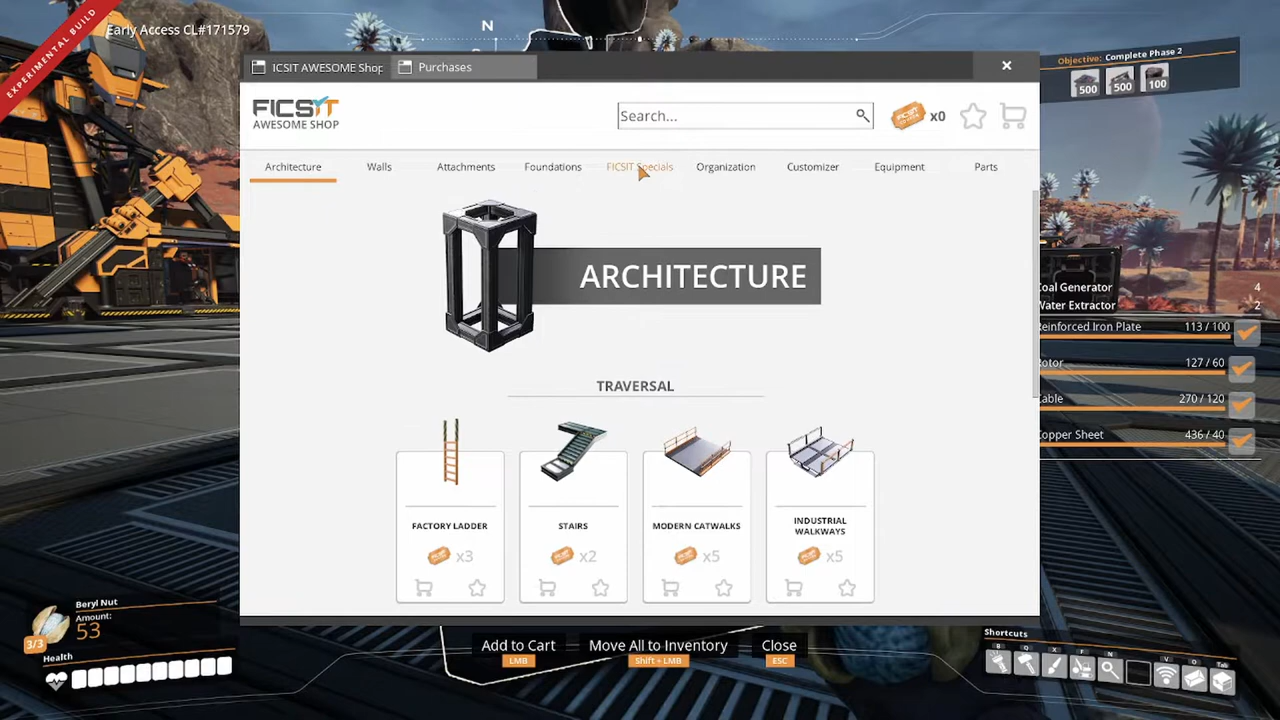 EXPERIMENTAL BUILD
Early Access CL#171579
N
Objective: Complete Phase 2
500 500 100
ICSIT AWESOME Shop
Purchases
FICSIT
AWESOME SHOP
Search...
x0
Architecture Walls Attachments Foundations FICSIT Specials Organization Customizer Equipment Parts
ARCHITECTURE
TRAVERSAL
FACTORY LADDER
x3
STAIRS
x2
MODERN CATWALKS
x5
INDUSTRIAL
WALKWAYS
x5
Coal Generator 4
Water Extractor 2
Reinforced Iron Plate 113 / 100
Rotor 127 / 60
Cable 270 / 120
Copper Sheet 436 / 40
Beryl Nut
Amount:
53
3/3
Health
Add to Cart
LMB
Move All to Inventory
Shift + LMB
Close
ESC
Shortcuts
B Q X F N V O Tab